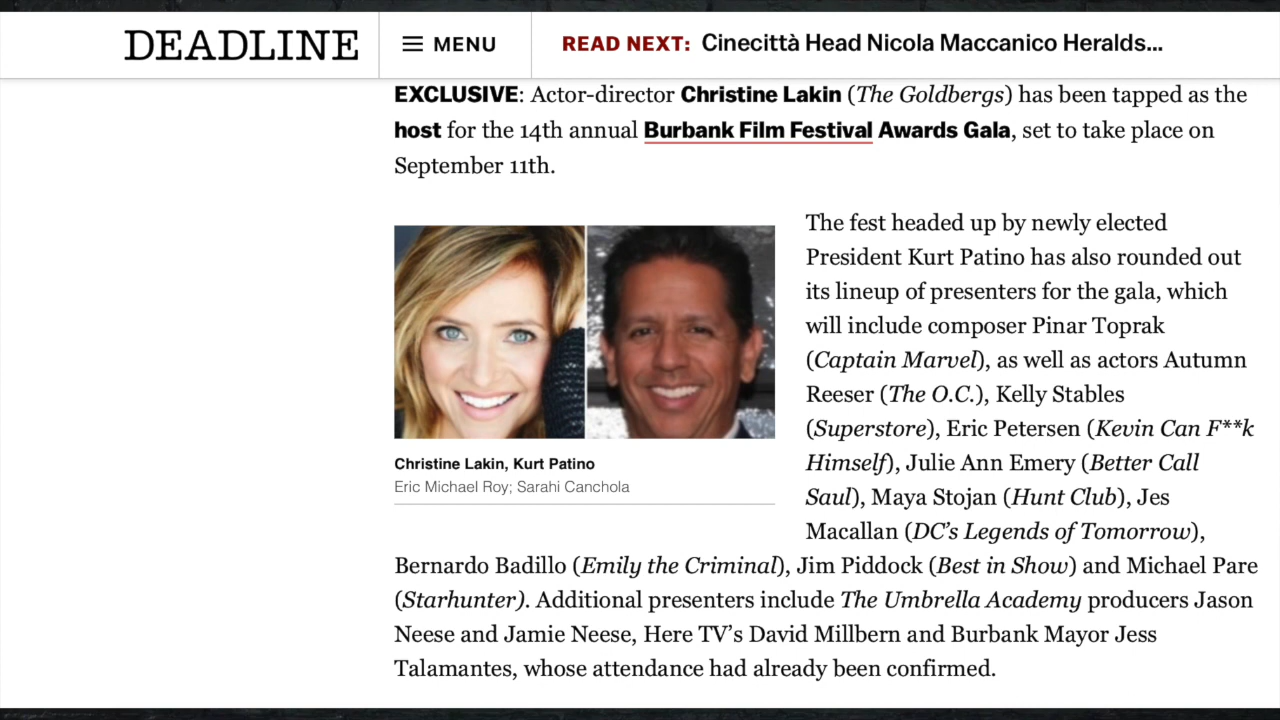 DEADLINE
MENU
READ NEXT: Cinecittà Head Nicola Maccanico Heralds...
EXCLUSIVE: Actor-director Christine Lakin (The Goldbergs) has been tapped as the
host for the 14th annual Burbank Film Festival Awards Gala, set to take place on
September 11th.
Christine Lakin, Kurt Patino
Eric Michael Roy; Sarahi Canchola
The fest headed up by newly elected
President Kurt Patino has also rounded out
its lineup of presenters for the gala, which
will include composer Pinar Toprak
(Captain Marvel), as well as actors Autumn
Reeser (The O.C.), Kelly Stables
(Superstore), Eric Petersen (Kevin Can F**k
Himself), Julie Ann Emery (Better Call
Saul), Maya Stojan (Hunt Club), Jes
Macallan (DC’s Legends of Tomorrow),
Bernardo Badillo (Emily the Criminal), Jim Piddock (Best in Show) and Michael Pare
(Starhunter). Additional presenters include The Umbrella Academy producers Jason
Neese and Jamie Neese, Here TV’s David Millbern and Burbank Mayor Jess
Talamantes, whose attendance had already been confirmed.